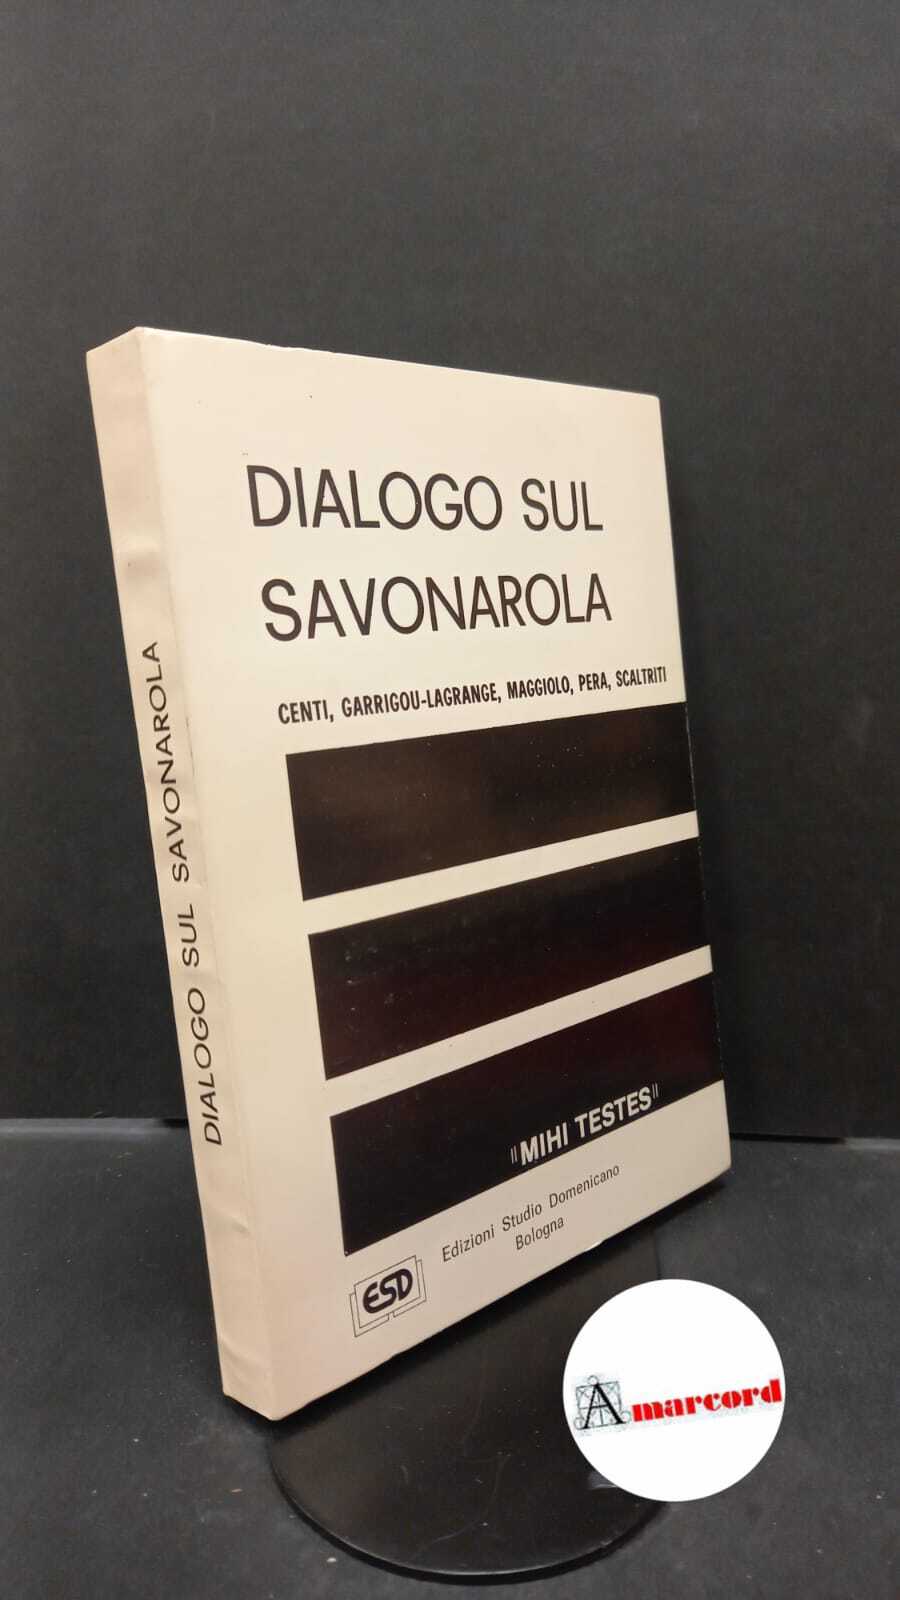 DIALOGO SUL SAVONAROLA
DIALOGO SUL
SAVONAROLA
CENTI, GARRIGOU-LAGRANGE, MAGGIOLO, PERA, SCALTRITI
"MIHI TESTES"
Edizioni Studio Domenicano
Bologna
ESD
Amarcord